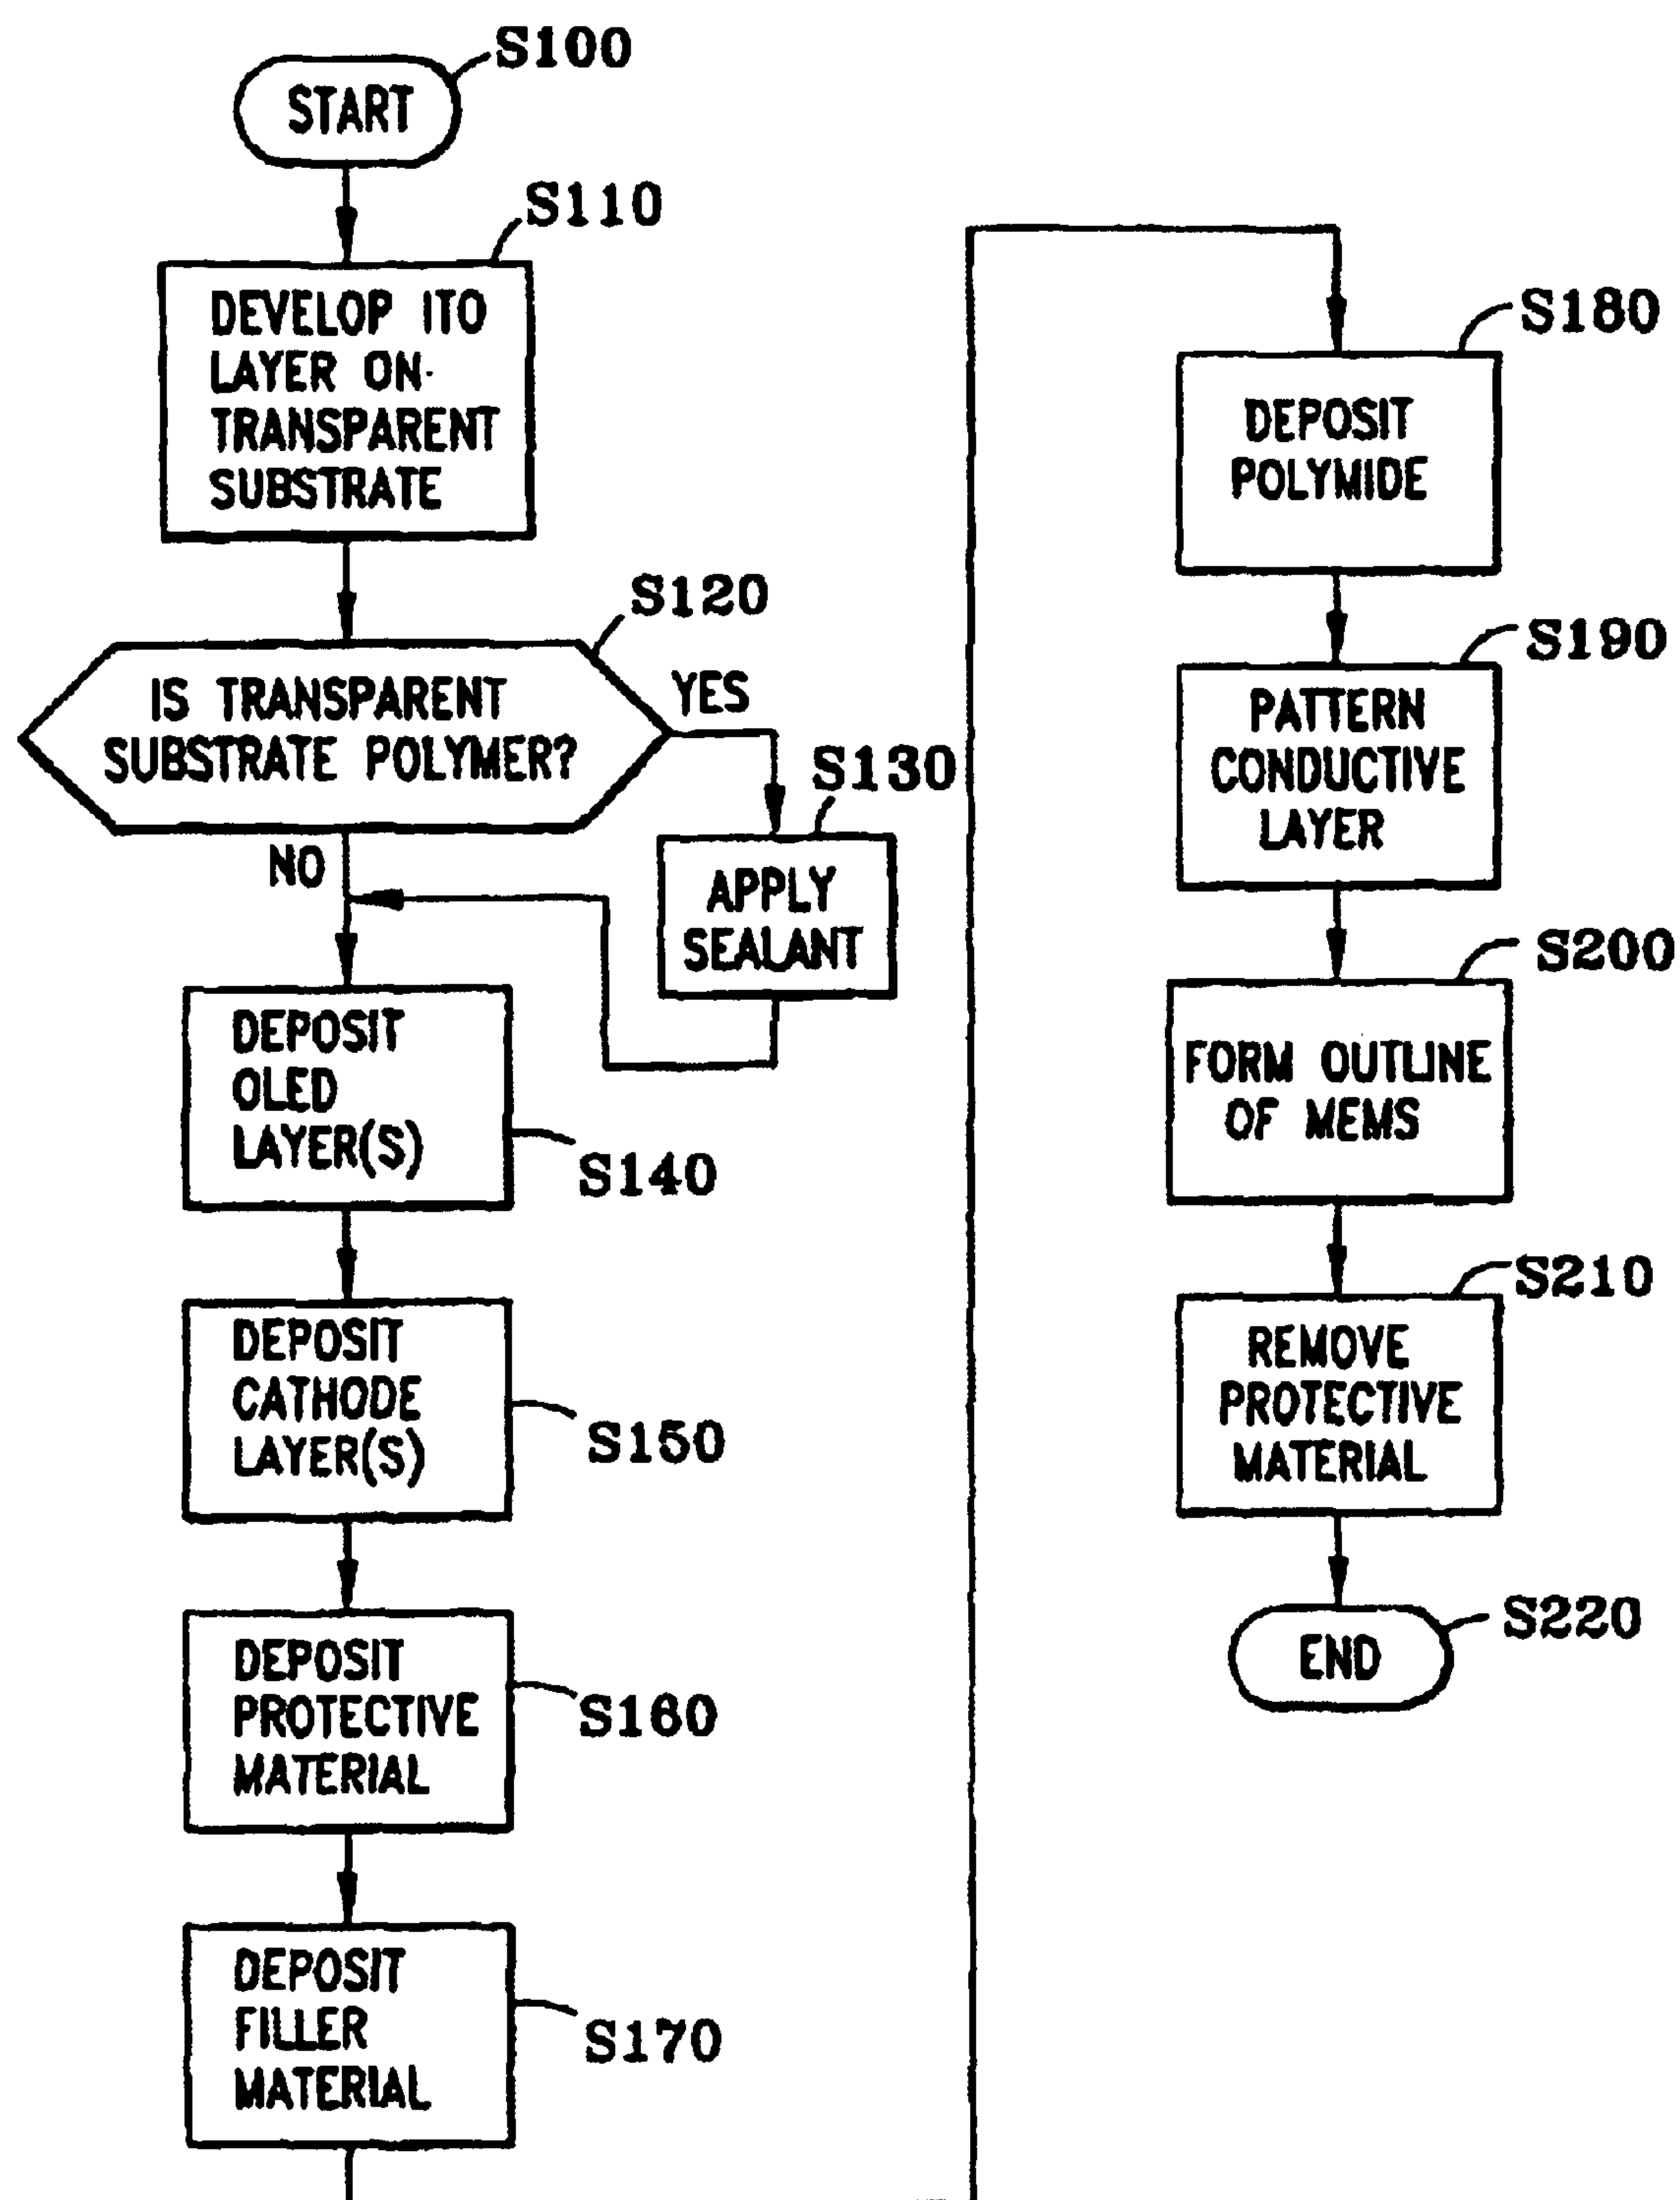 S100
START
S110
DEVELOP ITO
LAYER ON
TRANSPARENT
SUBSTRATE
S120
IS TRANSPARENT
SUBSTRATE POLYMER?
YES
NO
S130
APPLY
SEALANT
DEPOSIT
OLED
LAYER(S)
S140
DEPOSIT
CATHODE
LAYER(S)
S150
DEPOSIT
PROTECTIVE
MATERIAL
S160
DEPOSIT
FILLER
MATERIAL
S170
S180
DEPOSIT
POLYMIDE
S190
PATTERN
CONDUCTIVE
LAYER
S200
FORM OUTLINE
OF MEMS
S210
REMOVE
PROTECTIVE
MATERIAL
S220
END